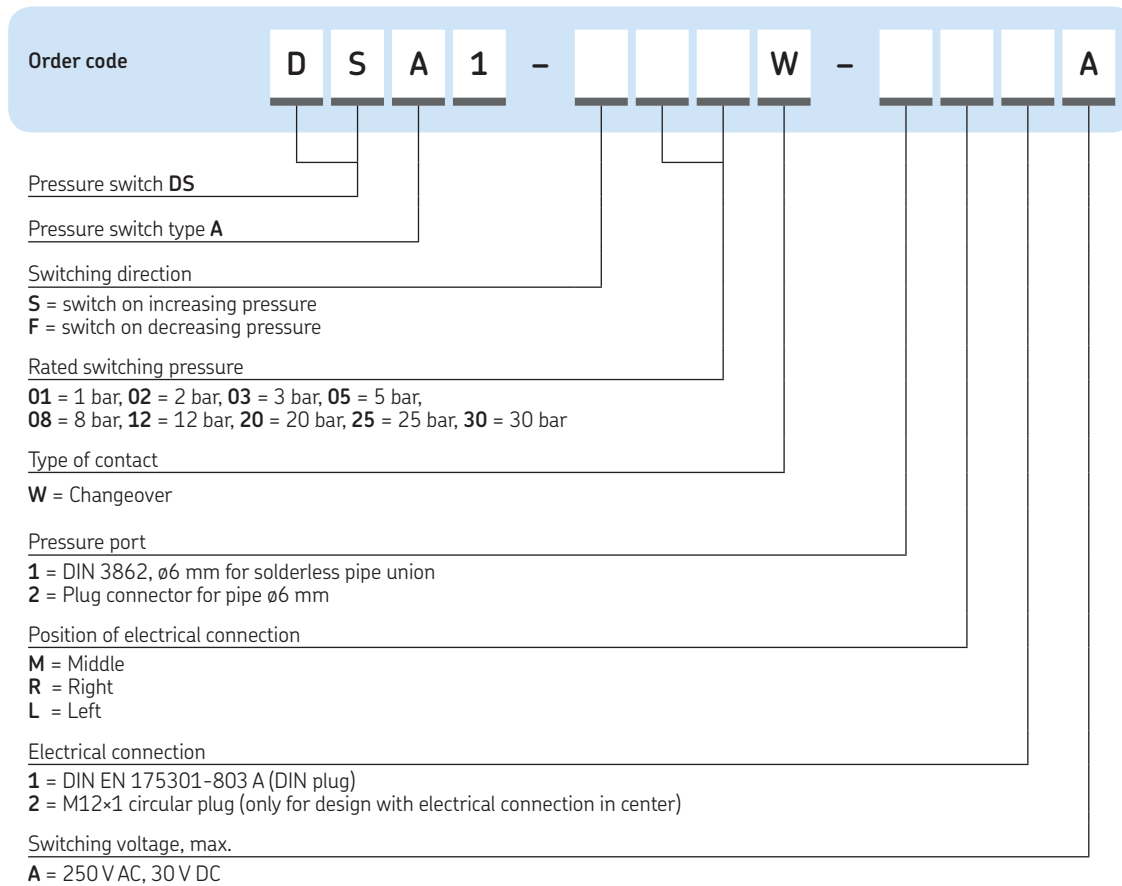 Order code D S A 1 – W – A
Pressure switch DS
Pressure switch type A
Switching direction
S = switch on increasing pressure
F = switch on decreasing pressure
Rated switching pressure
01 = 1 bar, 02 = 2 bar, 03 = 3 bar, 05 = 5 bar,
08 = 8 bar, 12 = 12 bar, 20 = 20 bar, 25 = 25 bar, 30 = 30 bar
Type of contact
W = Changeover
Pressure port
1 = DIN 3862, ø6 mm for solderless pipe union
2 = Plug connector for pipe ø6 mm
Position of electrical connection
M = Middle
R = Right
L = Left
Electrical connection
1 = DIN EN 175301-803 A (DIN plug)
2 = M12×1 circular plug (only for design with electrical connection in center)
Switching voltage, max.
A = 250 V AC, 30 V DC